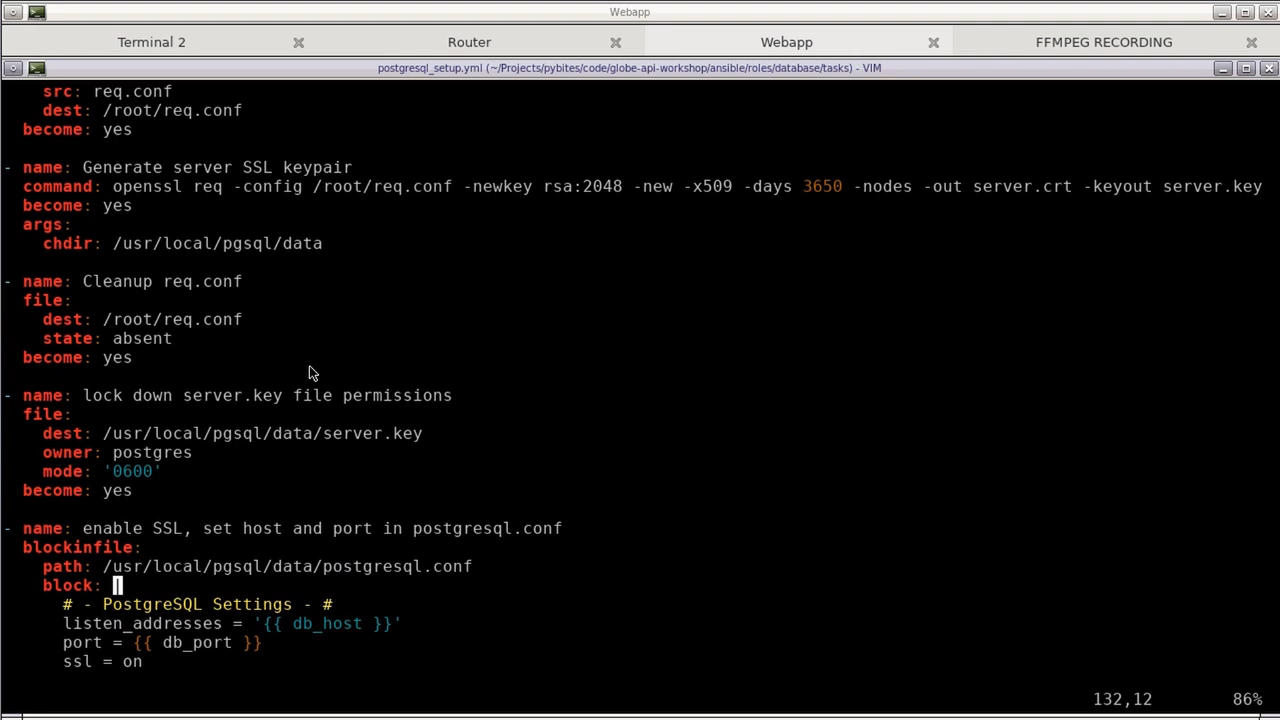 Webapp
Terminal 2
Router
Webapp
FFMPEG RECORDING
postgresql_setup.yml (~/Projects/pybites/code/globe-api-workshop/ansible/roles/database/tasks) - VIM
    src: req.conf
    dest: /root/req.conf
  become: yes

- name: Generate server SSL keypair
  command: openssl req -config /root/req.conf -newkey rsa:2048 -new -x509 -days 3650 -nodes -out server.crt -keyout server.key
  become: yes
  args:
    chdir: /usr/local/pgsql/data

- name: Cleanup req.conf
  file:
    dest: /root/req.conf
    state: absent
  become: yes

- name: lock down server.key file permissions
  file:
    dest: /usr/local/pgsql/data/server.key
    owner: postgres
    mode: '0600'
  become: yes

- name: enable SSL, set host and port in postgresql.conf
  blockinfile:
    path: /usr/local/pgsql/data/postgresql.conf
    block: |
      # - PostgreSQL Settings - #
      listen_addresses = '{{ db_host }}'
      port = {{ db_port }}
      ssl = on
132,12 86%